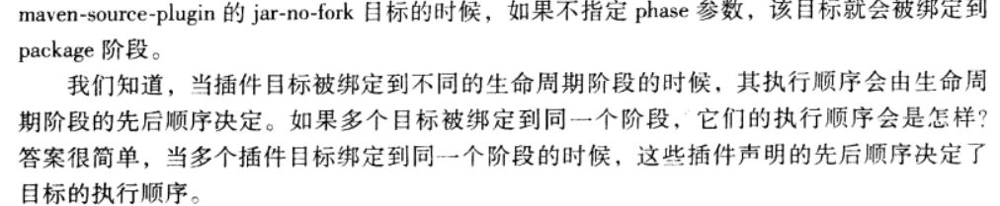 maven-source-plugin 的 jar-no-fork 目标的时候，如果不指定 phase 参数，该目标就会被绑定到
package 阶段。
我们知道，当插件目标被绑定到不同的生命周期阶段的时候，其执行顺序会由生命周
期阶段的先后顺序决定。如果多个目标被绑定到同一个阶段，它们的执行顺序会是怎样？
答案很简单，当多个插件目标绑定到同一个阶段的时候，这些插件声明的先后顺序决定了
目标的执行顺序。